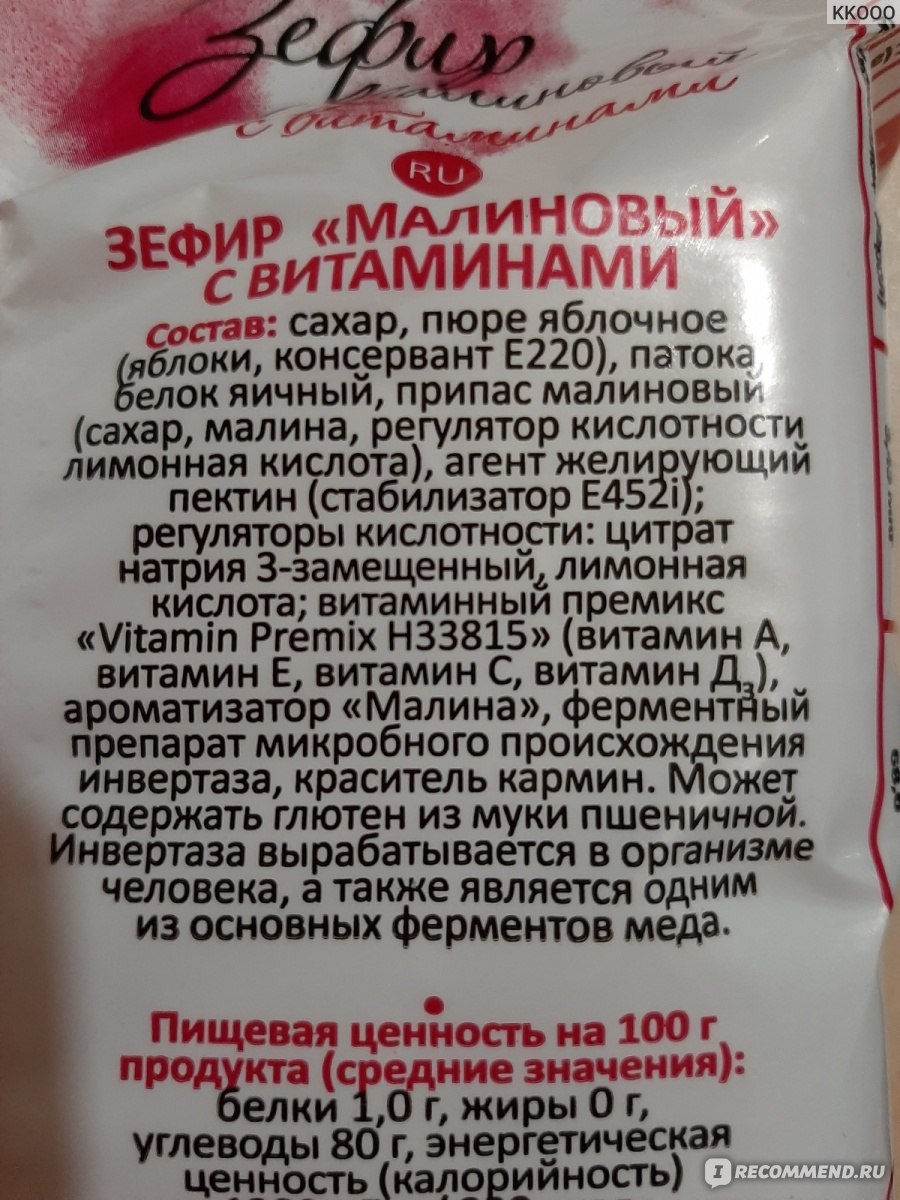 KK000
Зефир
малиновый
с витаминами
RU
ЗЕФИР «МАЛИНОВЫЙ»
С ВИТАМИНАМИ
Состав: сахар, пюре яблочное
(яблоки, консервант Е220), патока,
белок яичный, припас малиновый
(сахар, малина, регулятор кислотности
лимонная кислота), агент желирующий
пектин (стабилизатор Е452i);
регуляторы кислотности: цитрат
натрия 3-замещенный, лимонная
кислота; витаминный премикс
«Vitamin Premix H33815» (витамин А,
витамин Е, витамин С, витамин Д₃),
ароматизатор «Малина», ферментный
препарат микробного происхождения
инвертаза, краситель кармин. Может
содержать глютен из муки пшеничной.
Инвертаза вырабатывается в организме
человека, а также является одним
из основных ферментов меда.
Пищевая ценность на 100 г
продукта (средние значения):
белки 1,0 г, жиры 0 г,
углеводы 80 г, энергетическая
ценность (калорийность)
IRECOMMEND.RU